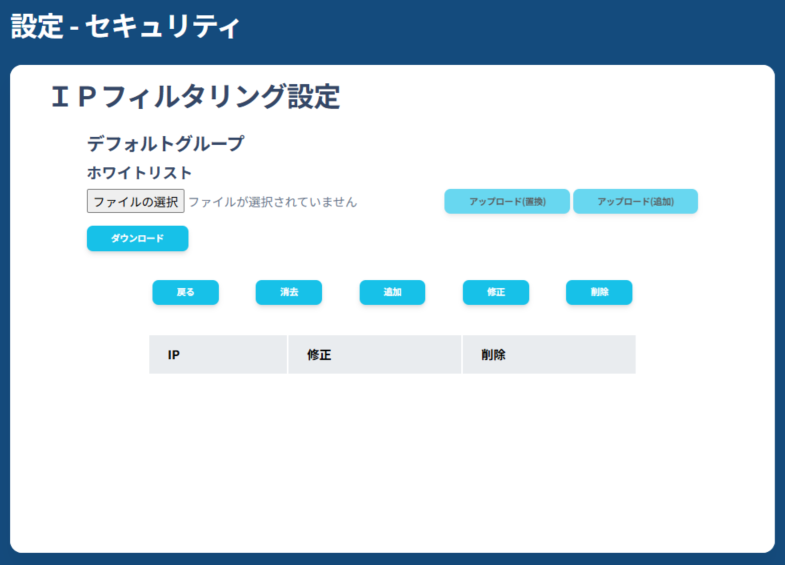 設定 - セキュリティ
ＩＰフィルタリング設定
デフォルトグループ
ホワイトリスト
ファイルの選択 ファイルが選択されていません アップロード(置換) アップロード(追加)
ダウンロード
戻る 消去 追加 修正 削除
IP 修正 削除